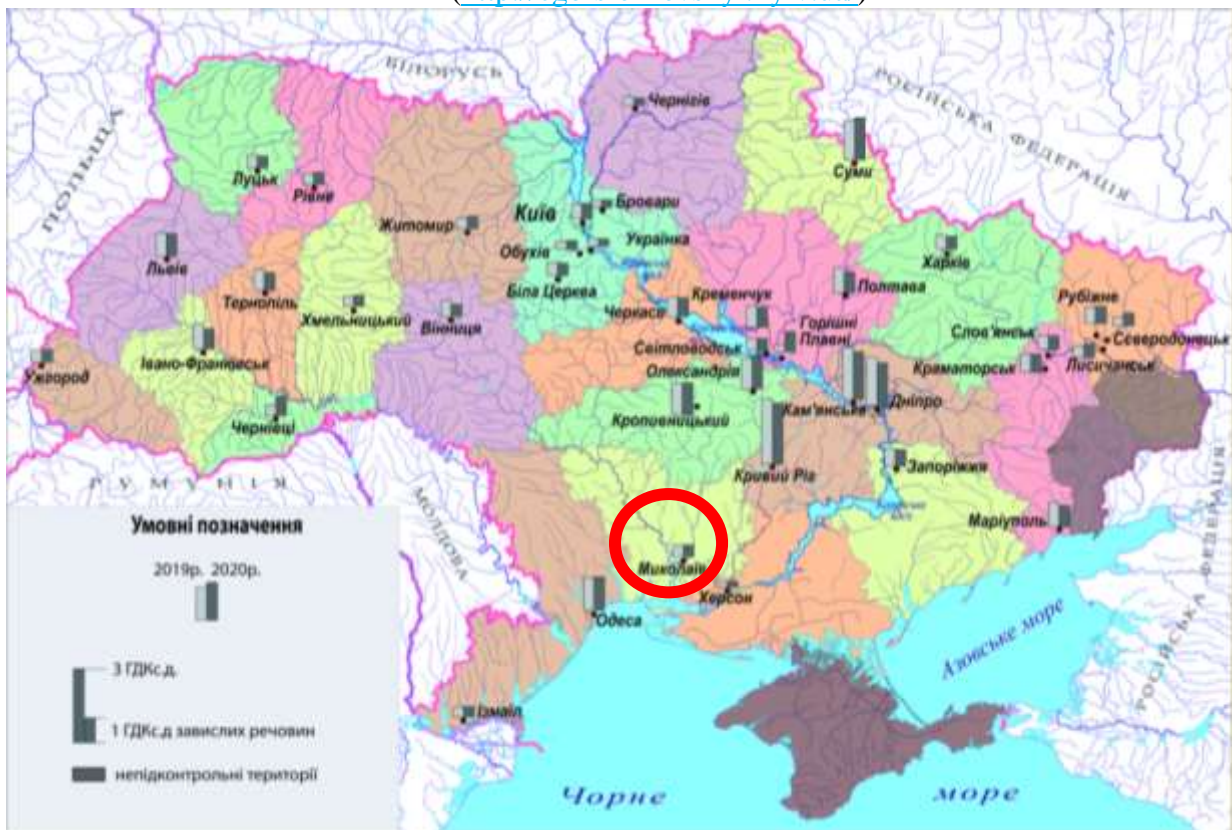 БІЛОРУСЬ
РОСІЙСЬКА ФЕДЕРАЦІЯ
ПОЛЬЩА
Чернігів
Суми
Луцьк
Рівне
Київ
Бровари
Житомир
Обухів
Українка
Львів
Харків
Біла Церква
Тернопіль
Хмельницький
Вінниця
Черкаси
Кременчук
Полтава
Горішні
Плавні
Рубіжне
Слов'янськ
Сєвєродонецьк
Світловодськ
Івано-Франківськ
Краматорськ
Лисичанськ
Ужгород
Олександрія
Чернівці
Кропивницький
Кам'янське
Дніпро
Кривий Ріг
Запоріжжя
РУМУНІЯ
МОЛДОВА
Маріуполь
Миколаїв
Херсон
Одеса
РОСІЙСЬКА ФЕДЕРАЦІЯ
Азовське море
Ізмаїл
Чорне море
Умовні позначення
2019р. 2020р.
3 ГДКс.д.
1 ГДКс.д завислих речовин
непідконтрольні території